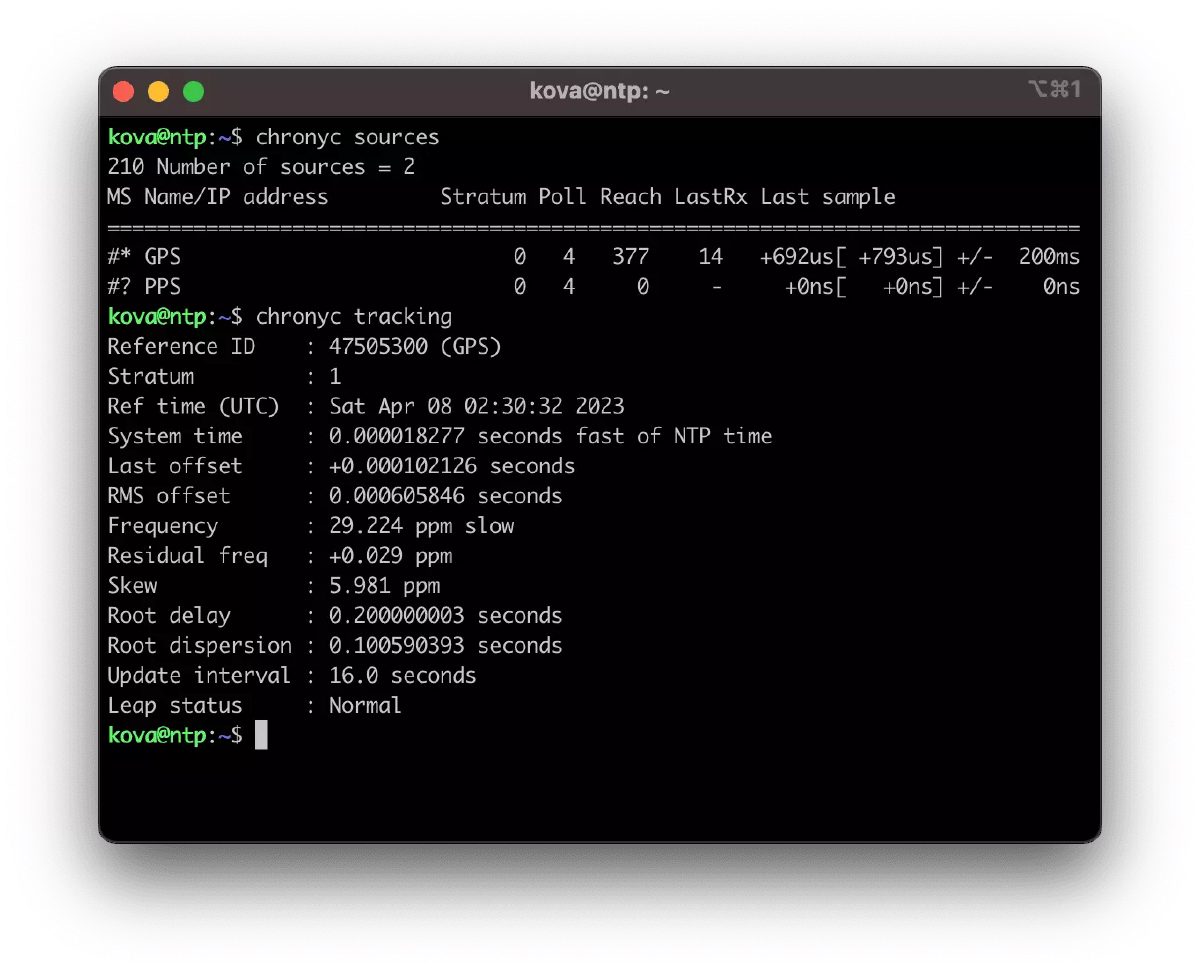 kova@ntp: ~ ⌥⌘1
kova@ntp:~$ chronyc sources
210 Number of sources = 2
MS Name/IP address         Stratum Poll Reach LastRx Last sample
===============================================================================
#* GPS                           0   4   377    14   +692us[ +793us] +/-  200ms
#? PPS                           0   4     0     -     +0ns[   +0ns] +/-    0ns
kova@ntp:~$ chronyc tracking
Reference ID    : 47505300 (GPS)
Stratum         : 1
Ref time (UTC)  : Sat Apr 08 02:30:32 2023
System time     : 0.000018277 seconds fast of NTP time
Last offset     : +0.000102126 seconds
RMS offset      : 0.000605846 seconds
Frequency       : 29.224 ppm slow
Residual freq   : +0.029 ppm
Skew            : 5.981 ppm
Root delay      : 0.200000003 seconds
Root dispersion : 0.100590393 seconds
Update interval : 16.0 seconds
Leap status     : Normal
kova@ntp:~$